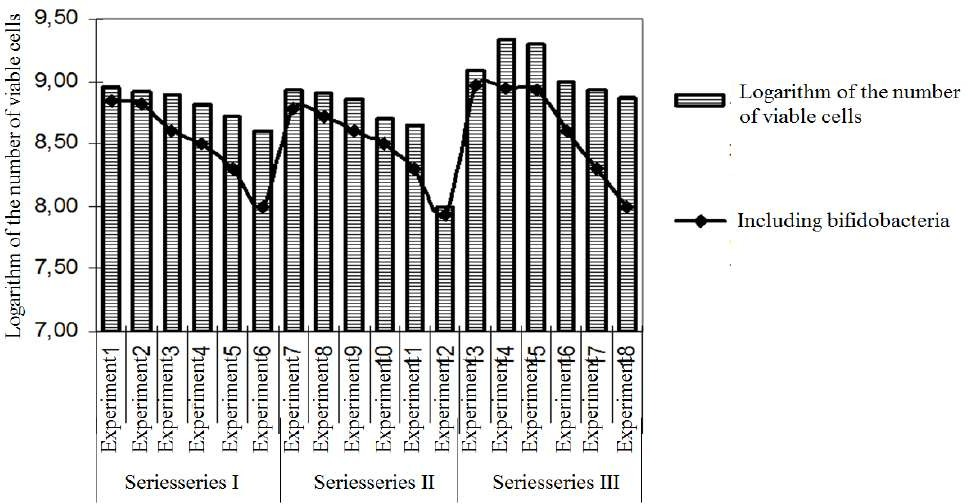 Logarithm of the number of viable cells
9,50
9,00
8,50
8,00
7,50
7,00
Experiment1
Experiment2
Experiment3
Experiment4
Experiment5
Experiment6
Experiment7
Experiment8
Experiment9
Experiment10
Experiment11
Experiment12
Experiment13
Experiment14
Experiment15
Experiment16
Experiment17
Experiment18
Seriesseries I
Seriesseries II
Seriesseries III
Logarithm of the number
of viable cells
Including bifidobacteria